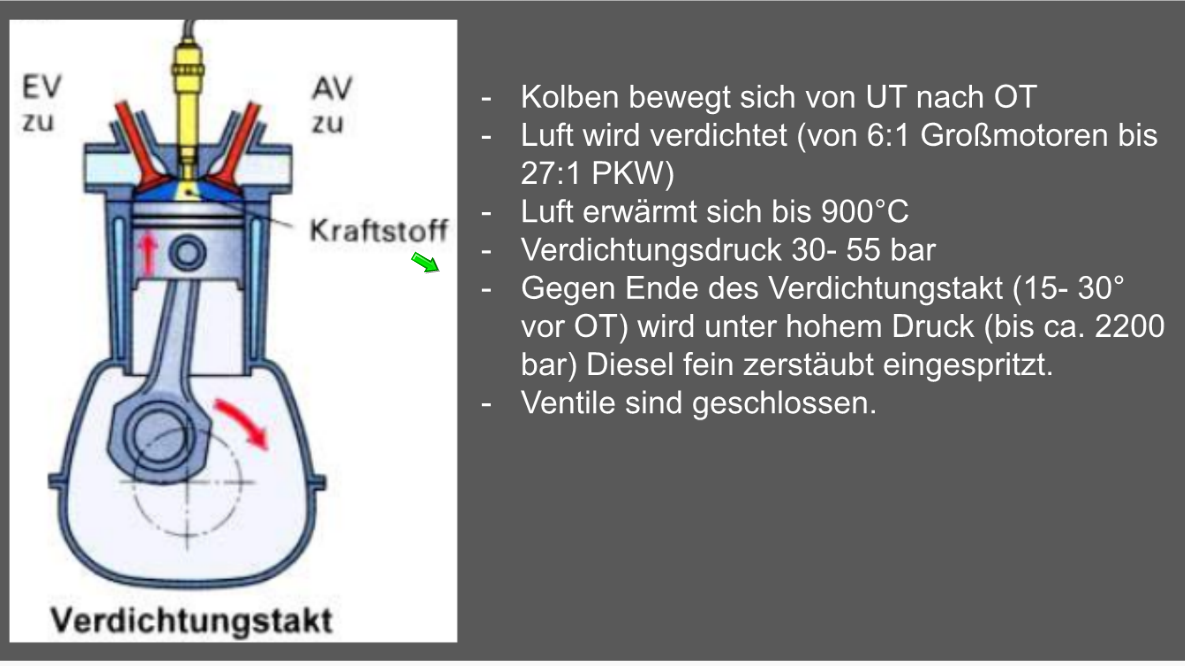 EV
zu
AV
zu
Kraftstoff
Verdichtungstakt
- Kolben bewegt sich von UT nach OT
- Luft wird verdichtet (von 6:1 Großmotoren bis
27:1 PKW)
- Luft erwärmt sich bis 900°C
- Verdichtungsdruck 30- 55 bar
- Gegen Ende des Verdichtungstakt (15- 30°
vor OT) wird unter hohem Druck (bis ca. 2200
bar) Diesel fein zerstäubt eingespritzt.
- Ventile sind geschlossen.